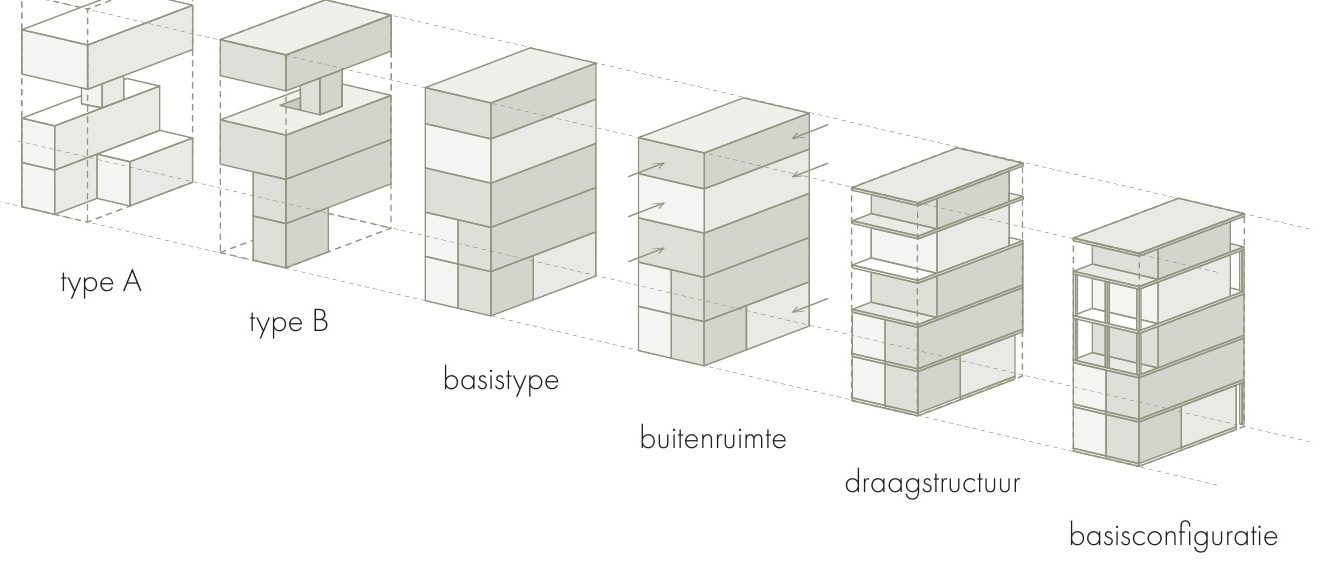 type A
type B
basistype
buitenruimte
draagstructuur
basisconfiguratie